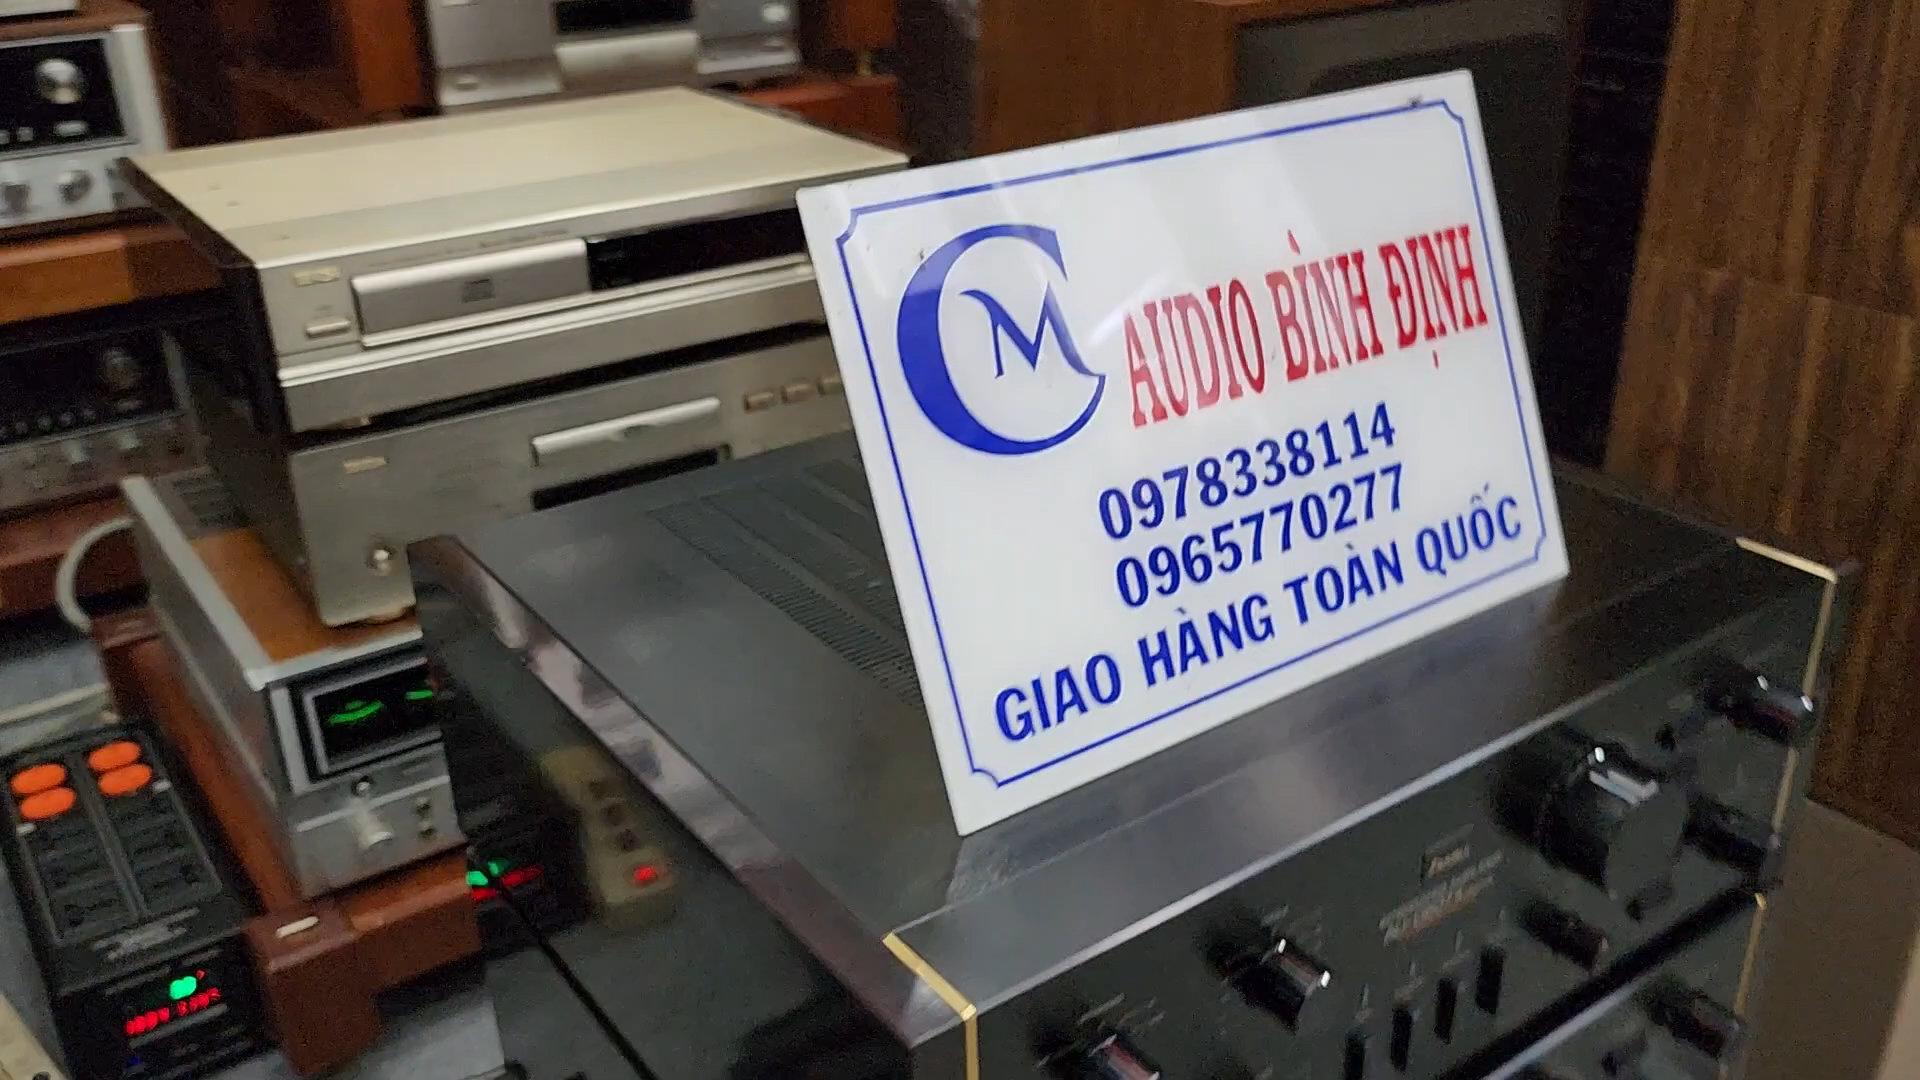 CM
AUDIO BÌNH ĐỊNH
0978338114
0965770277
GIAO HÀNG TOÀN QUỐC